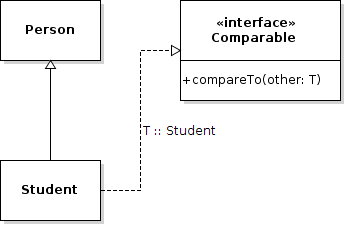 Person
«interface»
Comparable
+compareTo(other: T)
T :: Student
Student